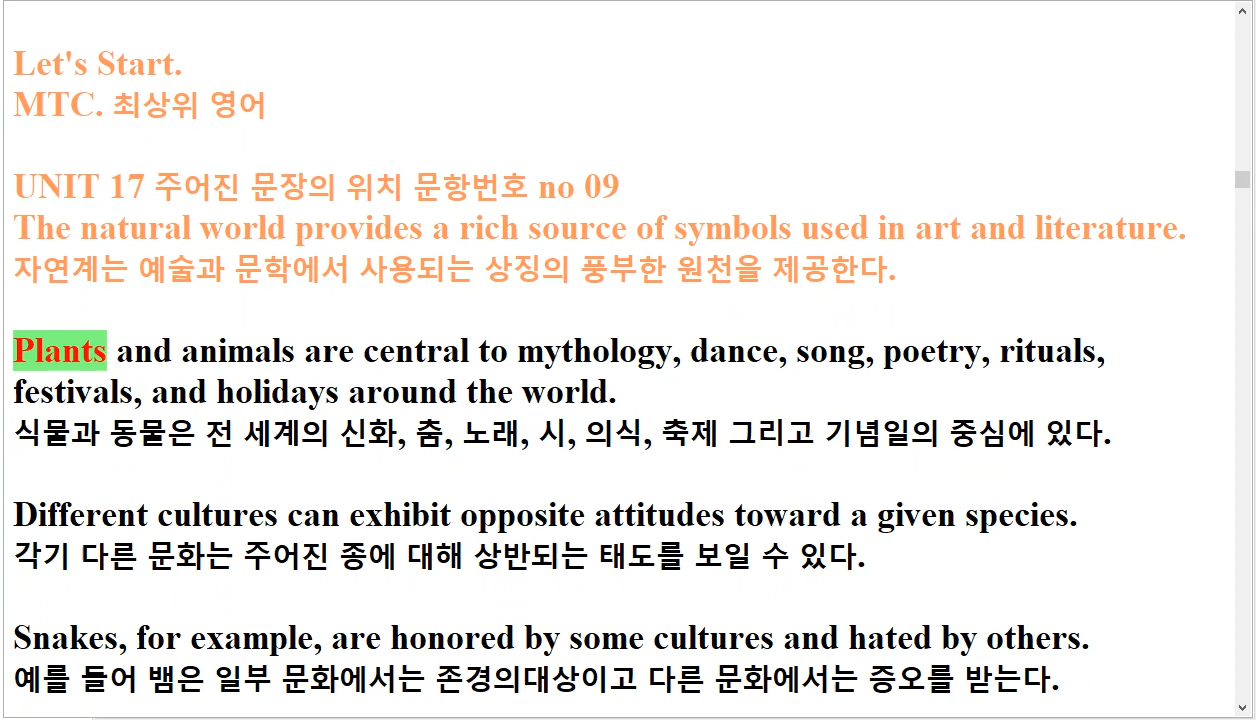 Let's Start.
MTC. 최상위 영어
UNIT 17 주어진 문장의 위치 문항번호 no 09
The natural world provides a rich source of symbols used in art and literature.
자연계는 예술과 문학에서 사용되는 상징의 풍부한 원천을 제공한다.
Plants and animals are central to mythology, dance, song, poetry, rituals,
festivals, and holidays around the world.
식물과 동물은 전 세계의 신화, 춤, 노래, 시, 의식, 축제 그리고 기념일의 중심에 있다.
Different cultures can exhibit opposite attitudes toward a given species.
각기 다른 문화는 주어진 종에 대해 상반되는 태도를 보일 수 있다.
Snakes, for example, are honored by some cultures and hated by others.
예를 들어 뱀은 일부 문화에서는 존경의대상이고 다른 문화에서는 증오를 받는다.